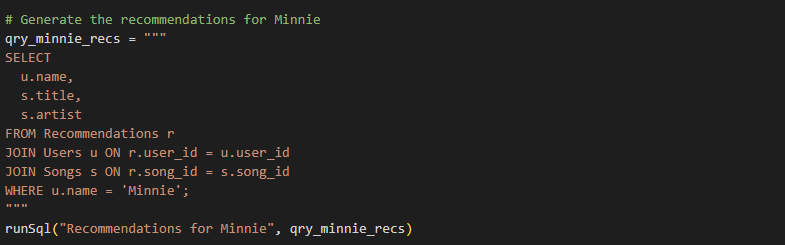 # Generate the recommendations for Minnie
qry_minnie_recs = """
SELECT
  u.name,
  s.title,
  s.artist
FROM Recommendations r
JOIN Users u ON r.user_id = u.user_id
JOIN Songs s ON r.song_id = s.song_id
WHERE u.name = 'Minnie';
"""
runSql("Recommendations for Minnie", qry_minnie_recs)